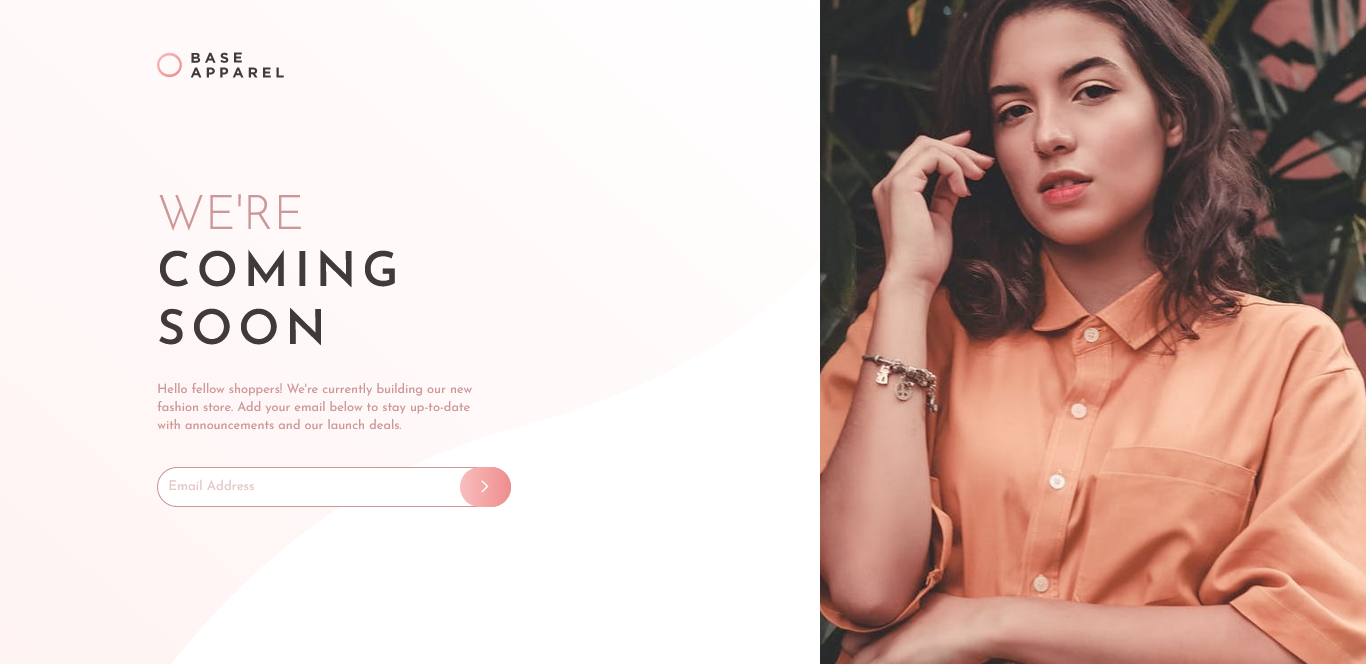 BASE
APPAREL
WE'RE
COMING
SOON
Hello fellow shoppers! We're currently building our new
fashion store. Add your email below to stay up-to-date
with announcements and our launch deals.
Email Address